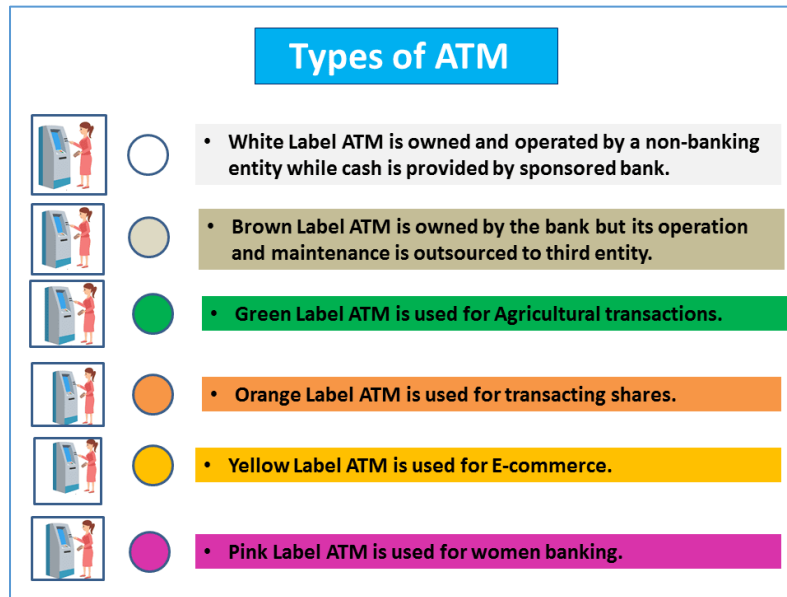 Types of ATM
• White Label ATM is owned and operated by a non-banking
entity while cash is provided by sponsored bank.
• Brown Label ATM is owned by the bank but its operation
and maintenance is outsourced to third entity.
• Green Label ATM is used for Agricultural transactions.
• Orange Label ATM is used for transacting shares.
• Yellow Label ATM is used for E-commerce.
• Pink Label ATM is used for women banking.